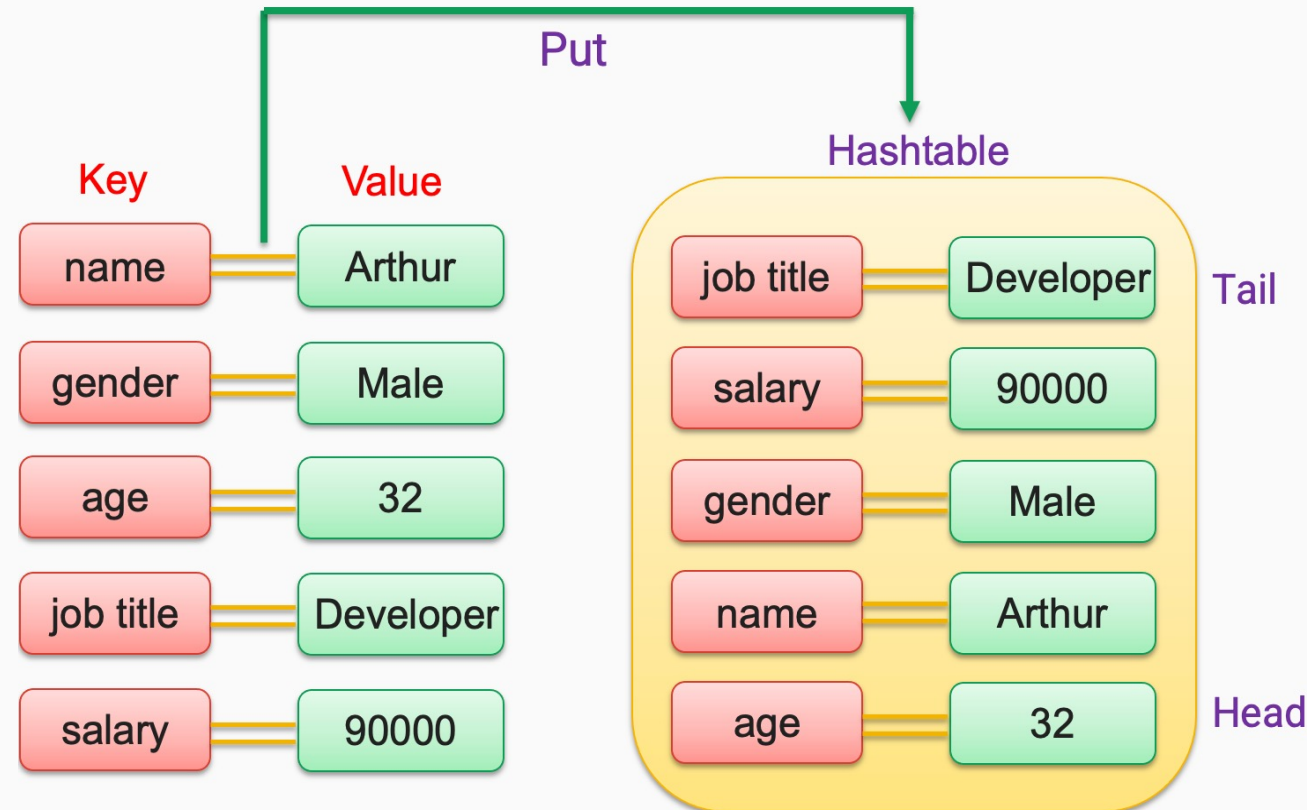 Put
Key Value
name Arthur
gender Male
age 32
job title Developer
salary 90000
Hashtable
job title Developer Tail
salary 90000
gender Male
name Arthur
age 32 Head